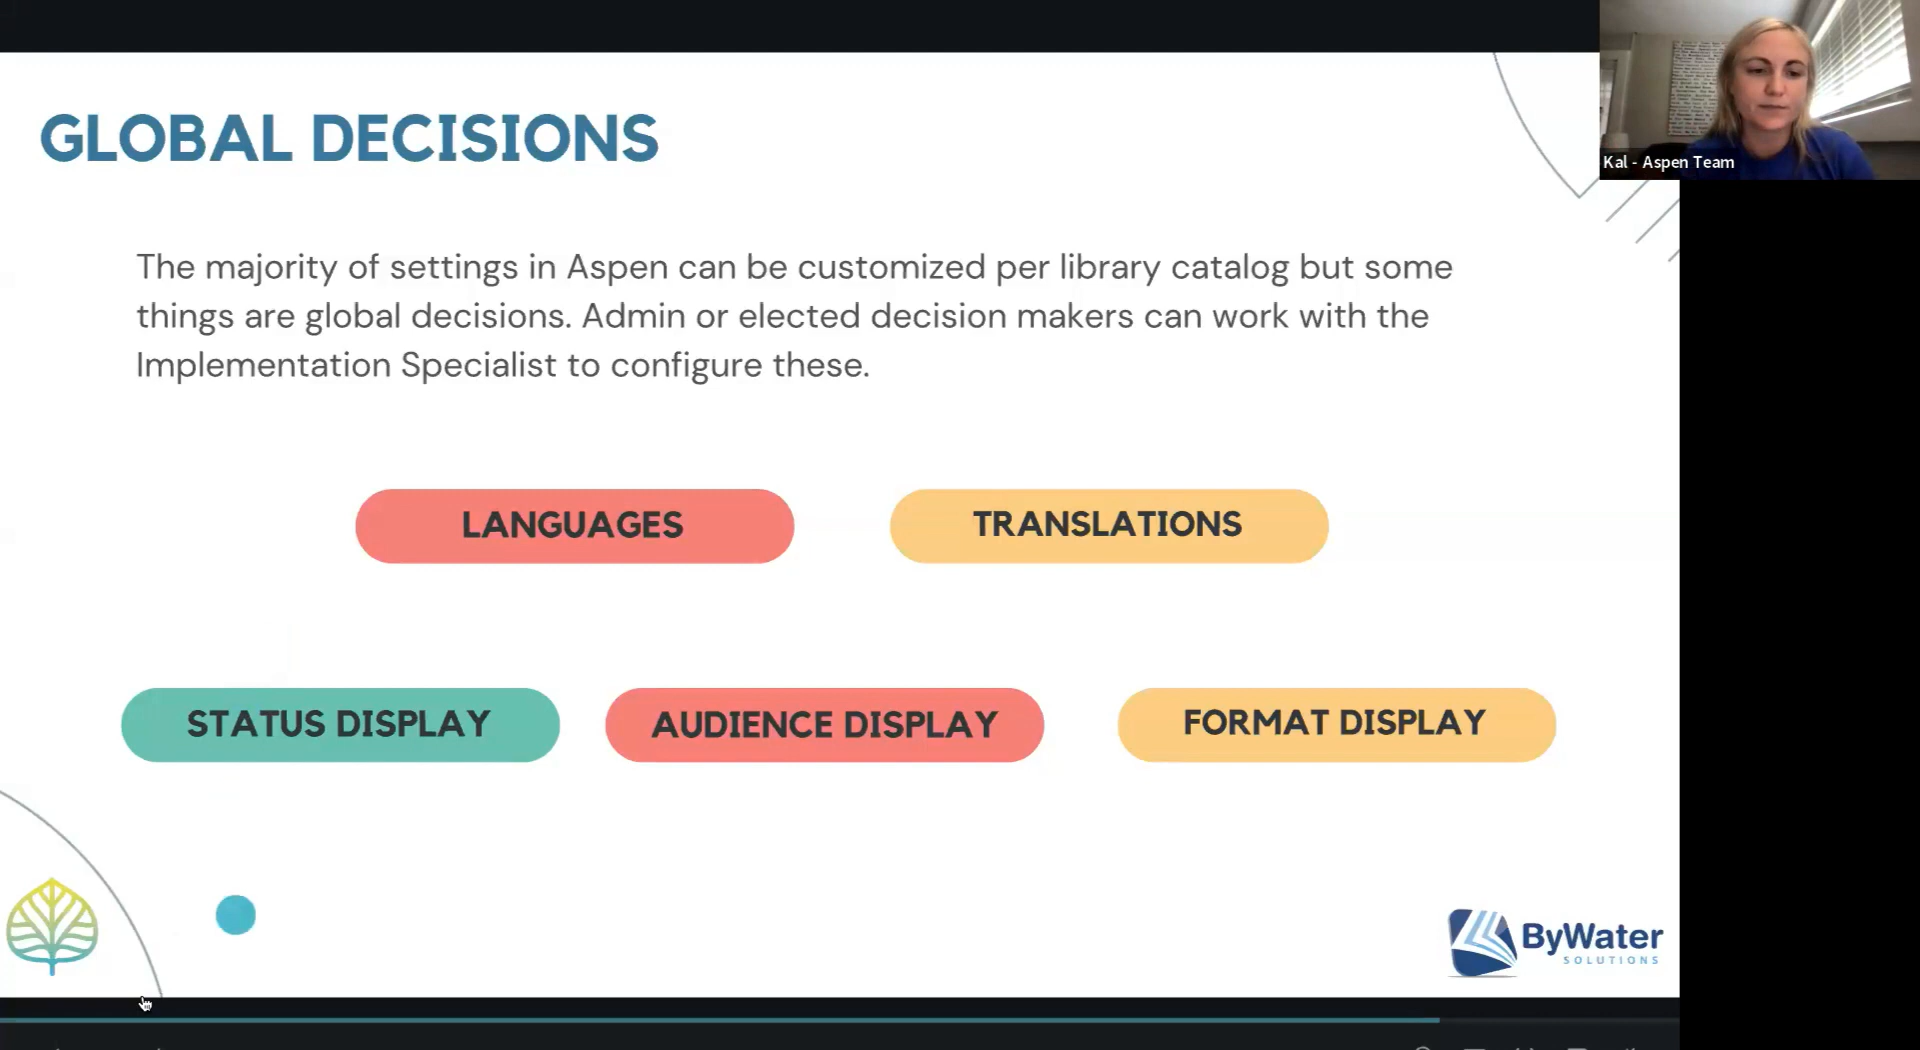 GLOBAL DECISIONS
Kal - Aspen Team
The majority of settings in Aspen can be customized per library catalog but some
things are global decisions. Admin or elected decision makers can work with the
Implementation Specialist to configure these.
LANGUAGES
TRANSLATIONS
STATUS DISPLAY
AUDIENCE DISPLAY
FORMAT DISPLAY
ByWater
SOLUTIONS